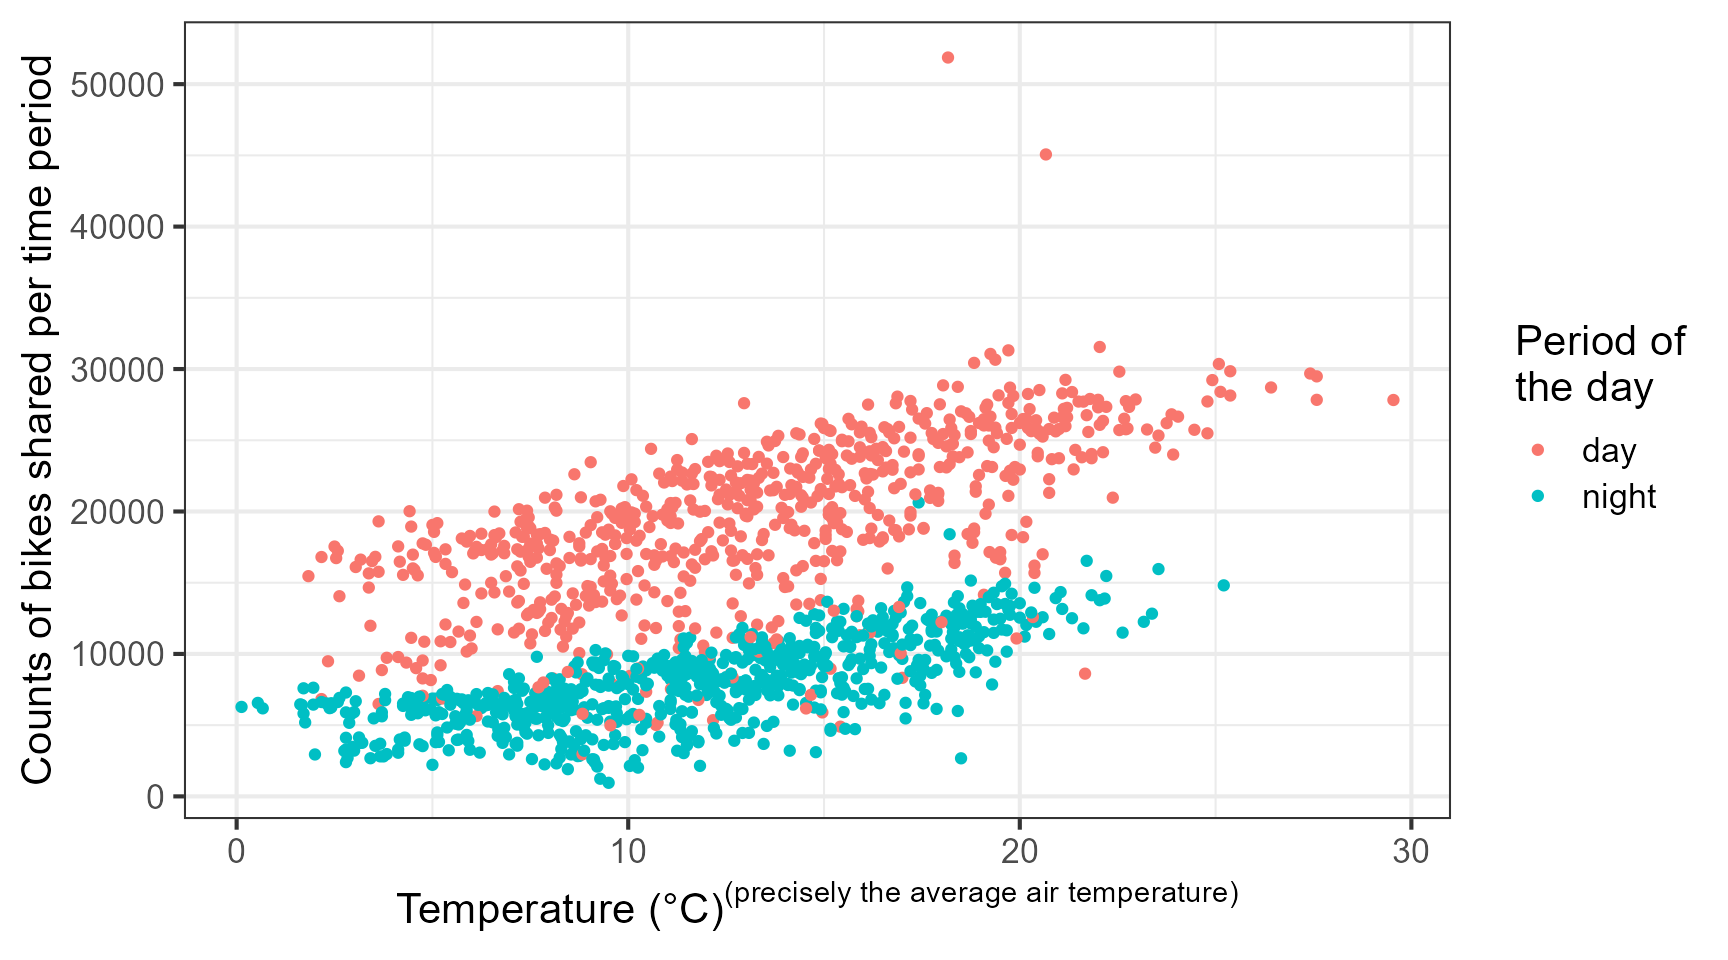 Counts of bikes shared per time period
50000
40000
30000
20000
10000
0
0 10 20 30
Temperature (°C)(precisely the average air temperature)
Period of
the day
day
night